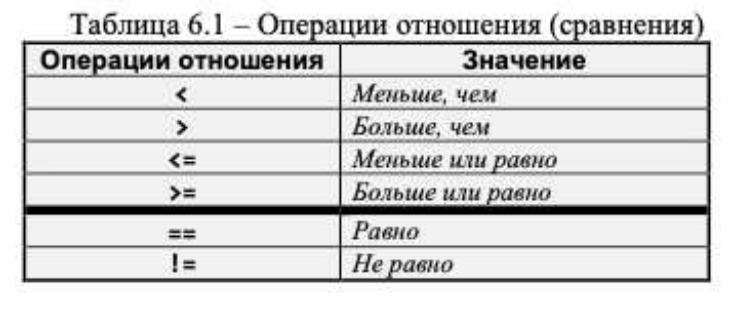 Таблица 6.1 – Операции отношения (сравнения)
Операции отношения Значение
< Меньше, чем
> Больше, чем
<= Меньше или равно
>= Больше или равно
== Равно
!= Не равно